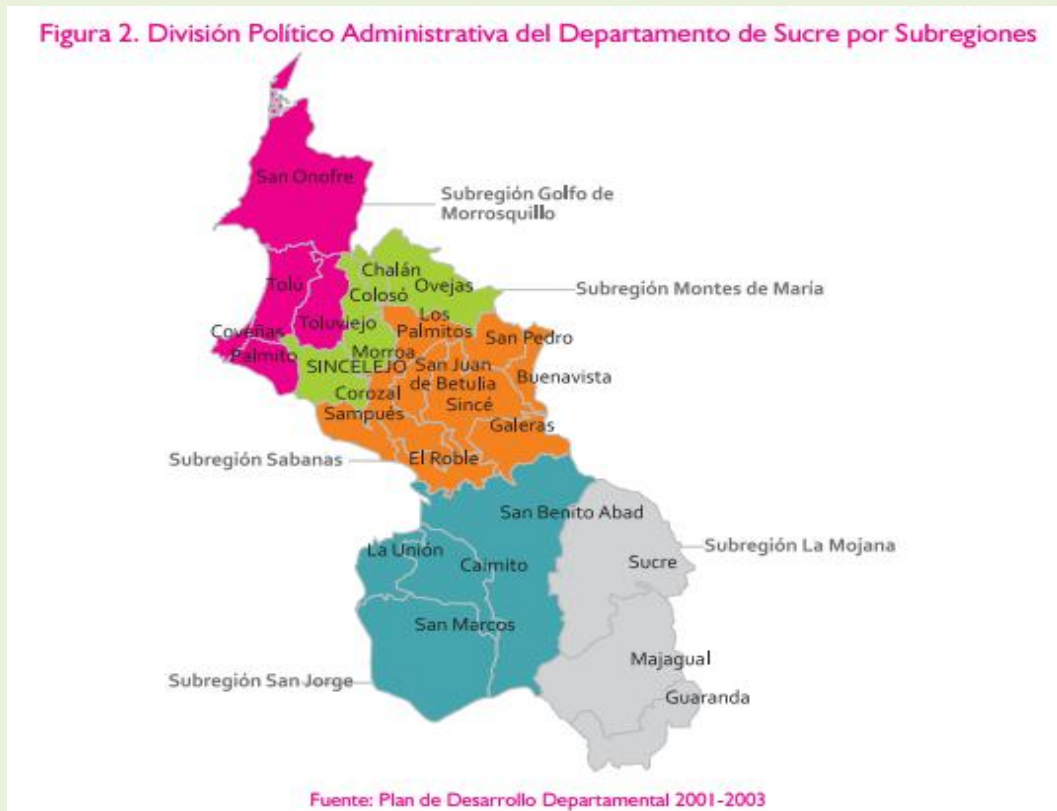 Figura 2. División Político Administrativa del Departamento de Sucre por Subregiones
San Onofre
Subregión Golfo de
Morrosquillo
Chalán
Tolú
Ovejas
Subregión Montes de María
Colosó
Los
Toluviejo
Palmitos
San Pedro
Coveñas
Palmito
Morroa
SINCELEJO
San Juan
de Betulia
Buenavista
Corozal
Sincé
Sampués
Galeras
Subregión Sabanas
El Roble
San Benito Abad
La Unión
Subregión La Mojana
Caimito
Sucre
San Marcos
Majagual
Subregión San Jorge
Guaranda
Fuente: Plan de Desarrollo Departamental 2001-2003